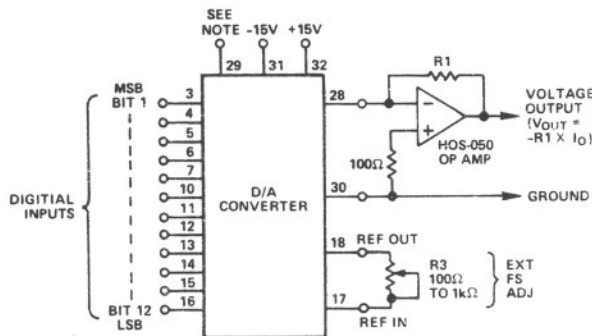 SEE
NOTE -15V +15V
29 31 32
MSB
BIT 1
3
4
5
6
7
10
11
12
13
14
15
16
BIT 12
LSB
DIGITIAL
INPUTS
D/A
CONVERTER
28
30
18
17
R1
-
+
HOS-050
OP AMP
100Ω
VOLTAGE
OUTPUT
(VOUT =
-R1 X IO)
GROUND
REF OUT
R3
100Ω
TO 1kΩ
REF IN
EXT
FS
ADJ